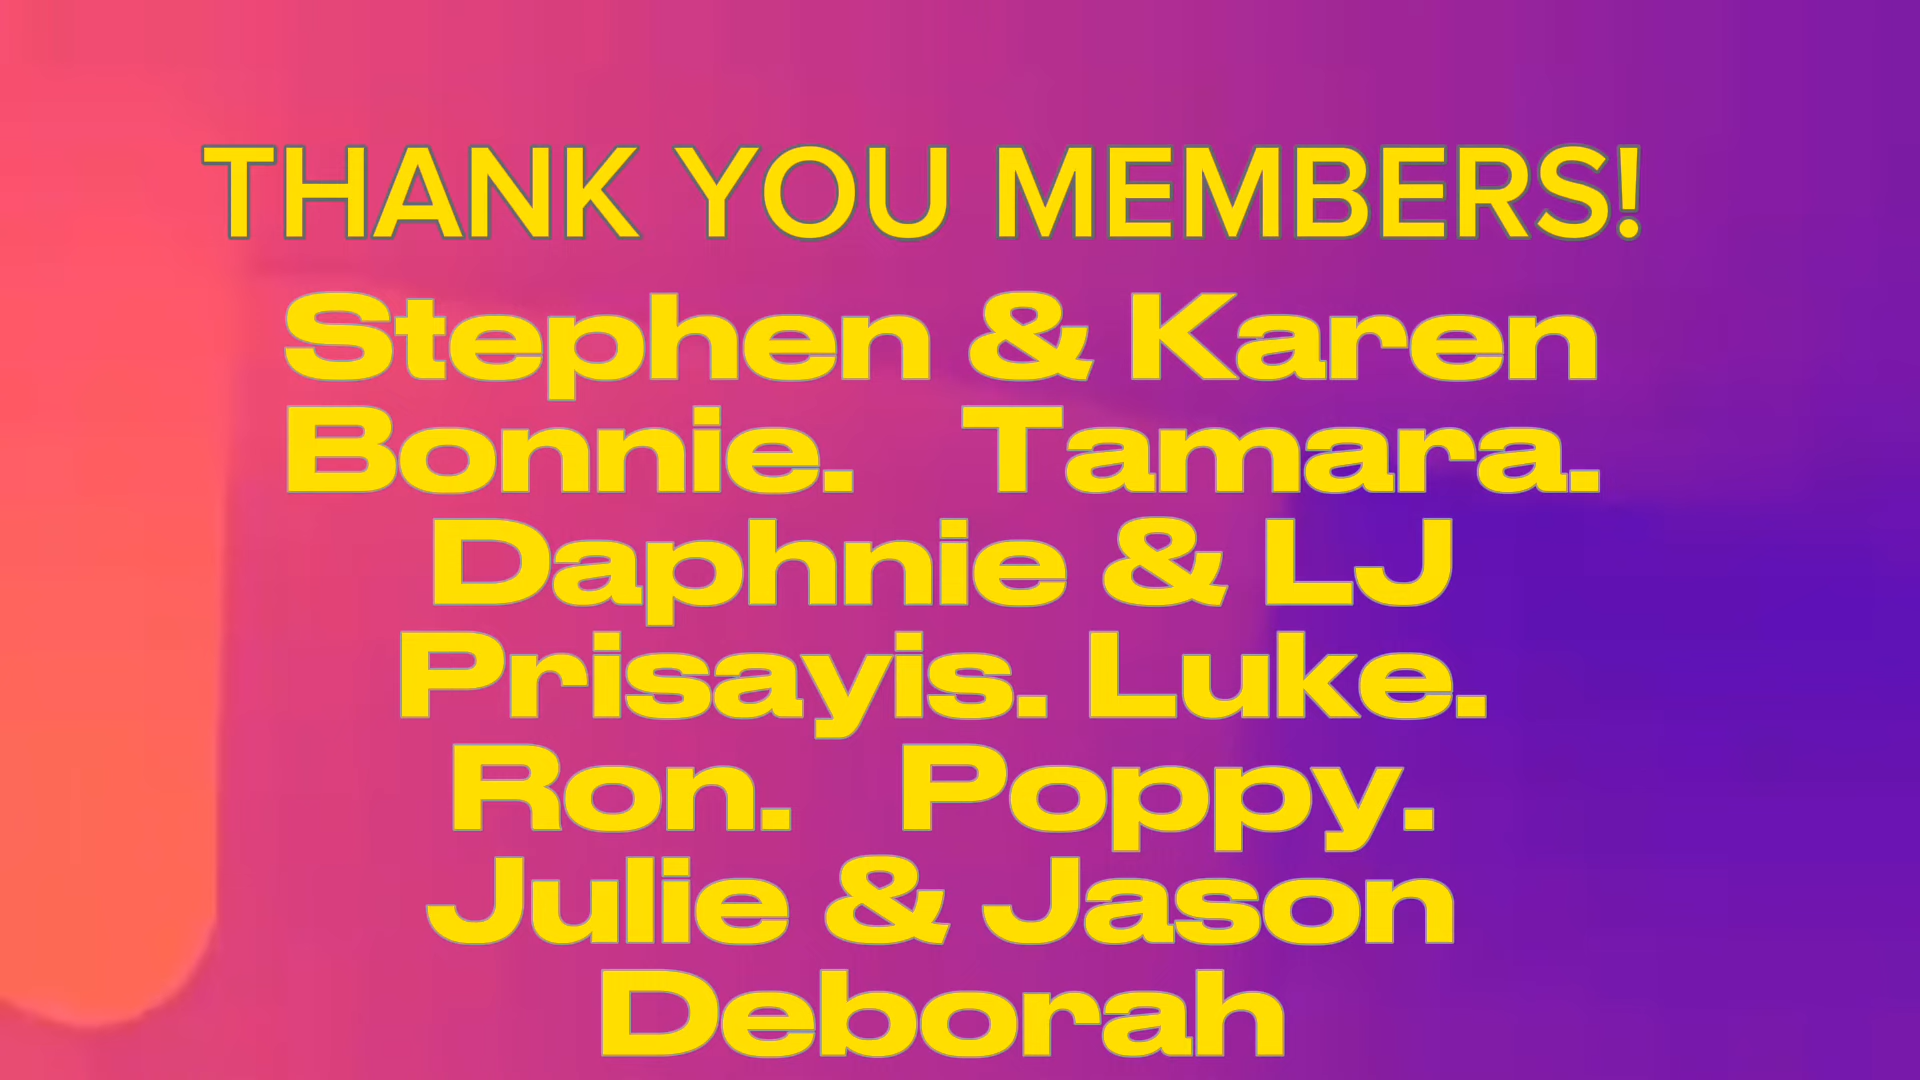 THANK YOU MEMBERS!
Stephen & Karen
Bonnie. Tamara.
Daphnie & LJ
Prisayis. Luke.
Ron. Poppy.
Julie & Jason
Deborah